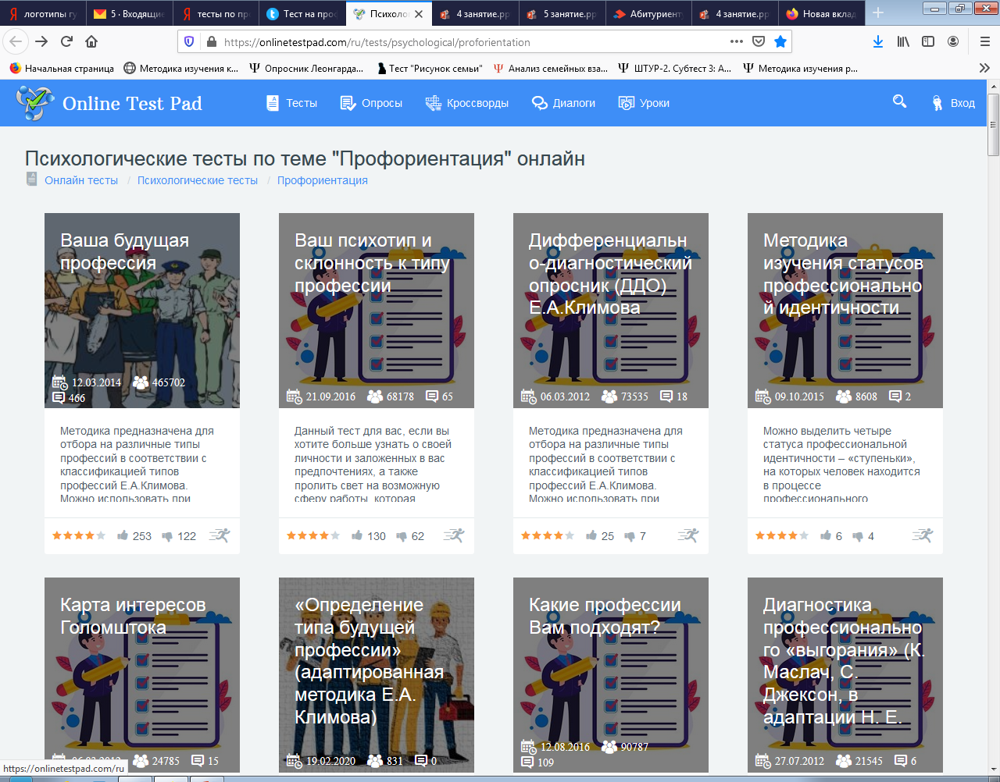 логотипы гу
5 · Входящие
тесты по про
Тест на проф
Психолог
4 занятие.pp
5 занятие.pp
Абитуриент
4 занятие.pp
Новая вклад
https://onlinetestpad.com/ru/tests/psychological/proforientation
Начальная страница
Методика изучения к...
Опросник Леонгарда...
Тест "Рисунок семьи"
Анализ семейных вза...
ШТУР-2. Субтест 3: А...
Методика изучения р...
Online Test Pad
Тесты
Опросы
Кроссворды
Диалоги
Уроки
Вход
Психологические тесты по теме "Профориентация" онлайн
Онлайн тесты / Психологические тесты / Профориентация
Ваша будущая
профессия
12.03.2014 465702
466
Методика предназначена для
отбора на различные типы
профессий в соответствии с
классификацией типов
профессий Е.А.Климова.
Можно использовать при
253 122
Ваш психотип и
склонность к типу
профессии
21.09.2016 68178 65
Данный тест для вас, если вы
хотите больше узнать о своей
личности и заложенных в вас
предпочтениях, а также
пролить свет на возможную
сферу работы, которая
130 62
Дифференциальн
о-диагностический
опросник (ДДО)
Е.А.Климова
06.03.2012 73535 18
Методика предназначена для
отбора на различные типы
профессий в соответствии с
классификацией типов
профессий Е.А.Климова.
Можно использовать при
25 7
Методика
изучения статусов
профессионально
й идентичности
09.10.2015 8608 2
Можно выделить четыре
статуса профессиональной
идентичности – «ступеньки»,
на которых человек находится
в процессе
профессионального
6 4
Карта интересов
Голомштока
24785 15
«Определение
типа будущей
профессии»
(адаптированная
методика Е.А.
Климова)
19.02.2020 831 0
Какие профессии
Вам подходят?
12.08.2016 90787
109
Диагностика
профессионально
го «выгорания» (К.
Маслач, С.
Джексон, в
адаптации Н. Е.
27.07.2012 21545 6
https://onlinetestpad.com/ru